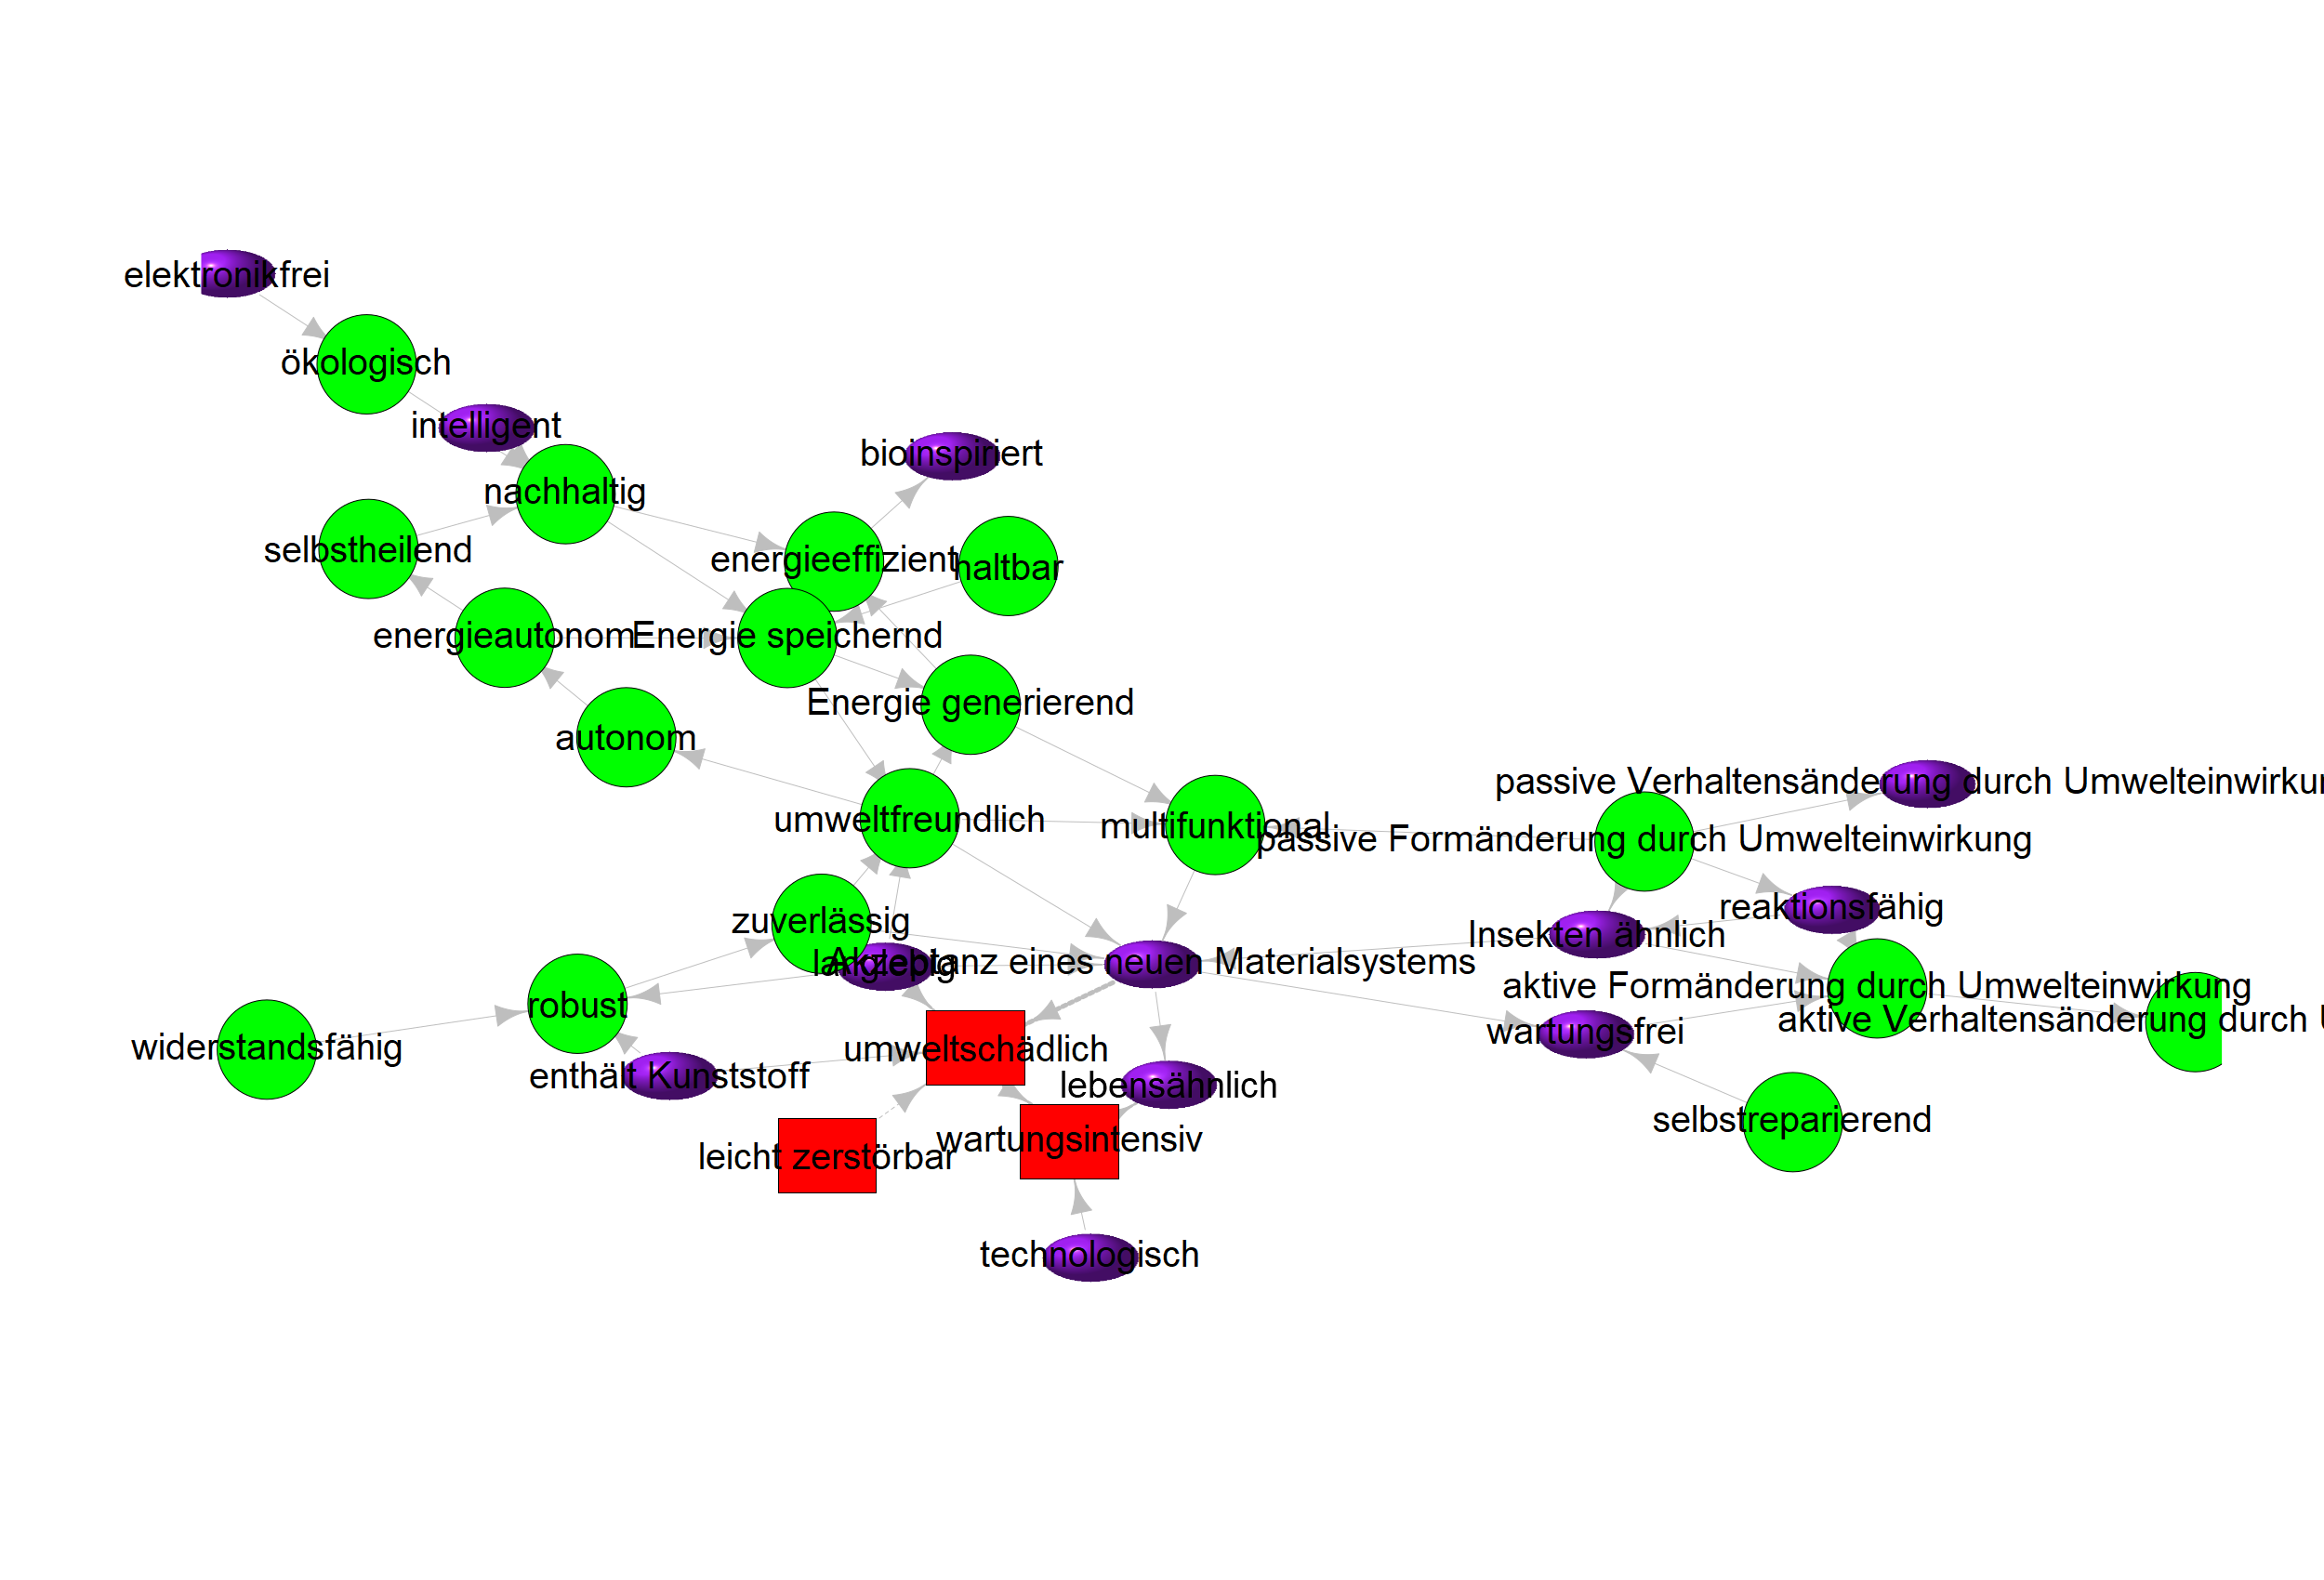 elektronikfrei
ökologisch
intelligent
bioinspiriert
nachhaltig
selbstheilend
energieeffizient
haltbar
energieautonom
Energie speichernd
Energie generierend
autonom
passive Verhaltensänderung durch Umwelteinwirkun
umweltfreundlich
multifunktional
passive Formänderung durch Umwelteinwirkung
zuverlässig
reaktionsfähig
Insekten ähnlich
langlebig
Akzeptanz eines neuen Materialsystems
aktive Formänderung durch Umwelteinwirkung
robust
aktive Verhaltensänderung durch U
wartungsfrei
widerstandsfähig
umweltschädlich
enthält Kunststoff
lebensähnlich
selbstreparierend
wartungsintensiv
leicht zerstörbar
technologisch